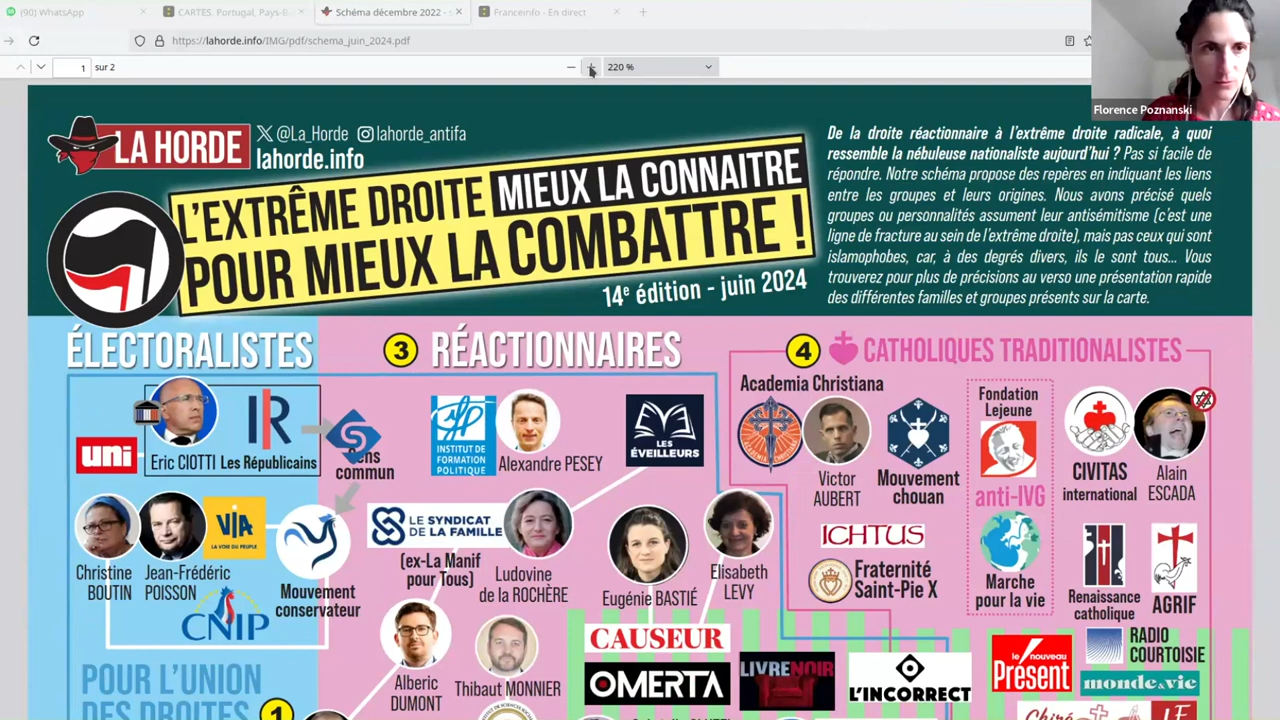 (90) WhatsApp
CARTES. Portugal, Pays-B
Schéma décembre 2022 - s
Franceinfo - En direct
https://lahorde.info/IMG/pdf/schema_juin_2024.pdf
1 sur 2
220 %
Florence Poznanski
LA HORDE
@La_Horde lahorde_antifa
lahorde.info
L'EXTRÊME DROITE MIEUX LA CONNAITRE
POUR MIEUX LA COMBATTRE !
14e édition - juin 2024
De la droite réactionnaire à l'extrême droite radicale, à quoi
ressemble la nébuleuse nationaliste aujourd'hui ? Pas si facile de
répondre. Notre schéma propose des repères en indiquant les liens
entre les groupes et leurs origines. Nous avons précisé quels
groupes ou personnalités assument leur antisémitisme (c'est une
ligne de fracture au sein de l'extrême droite), mais pas ceux qui sont
islamophobes, car, à des degrés divers, ils le sont tous... Vous
trouverez pour plus de précisions au verso une présentation rapide
des différentes familles et groupes présents sur la carte.
ÉLECTORALISTES
3 RÉACTIONNAIRES
4 CATHOLIQUES TRADITIONALISTES
uni
Eric CIOTTI
lR
Les Républicains
S
ens
commun
Christine
BOUTIN
Jean-Frédéric
POISSON
VIA
LA VOIE DU PEUPLE
Mouvement
conservateur
CNIP
POUR L'UNION
DES DROITES
1
ifp
INSTITUT DE
FORMATION
POLITIQUE
Alexandre PESEY
LES
ÉVEILLEURS
LE SYNDICAT
DE LA FAMILLE
(ex-La Manif
pour Tous)
Ludovine
de la ROCHÈRE
Eugénie BASTIÉ
Elisabeth
LEVY
Alberic
DUMONT
Thibaut MONNIER
CAUSEUR
OMERTA
LIVRENOIR
L'INCORRECT
Academia Christiana
Victor
AUBERT
Mouvement
chouan
ICHTUS
Fraternité
Saint-Pie X
Fondation
Lejeune
anti-IVG
Marche
pour la vie
CIVITAS
international
Alain
ESCADA
Renaissance
catholique
AGRIF
le nouveau
Présent
RADIO
COURTOISIE
monde&vie
Chiré